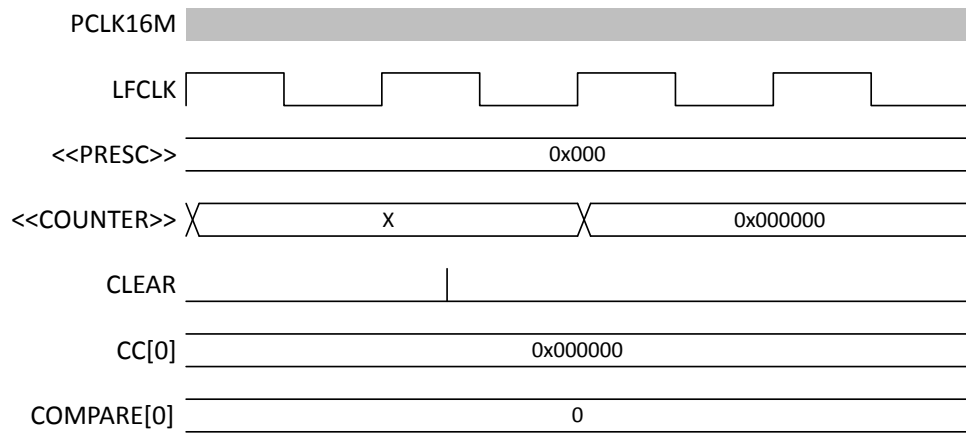 PCLK16M
LFCLK
<<PRESC>> 0x000
<<COUNTER>> X 0x000000
CLEAR
CC[0] 0x000000
COMPARE[0] 0